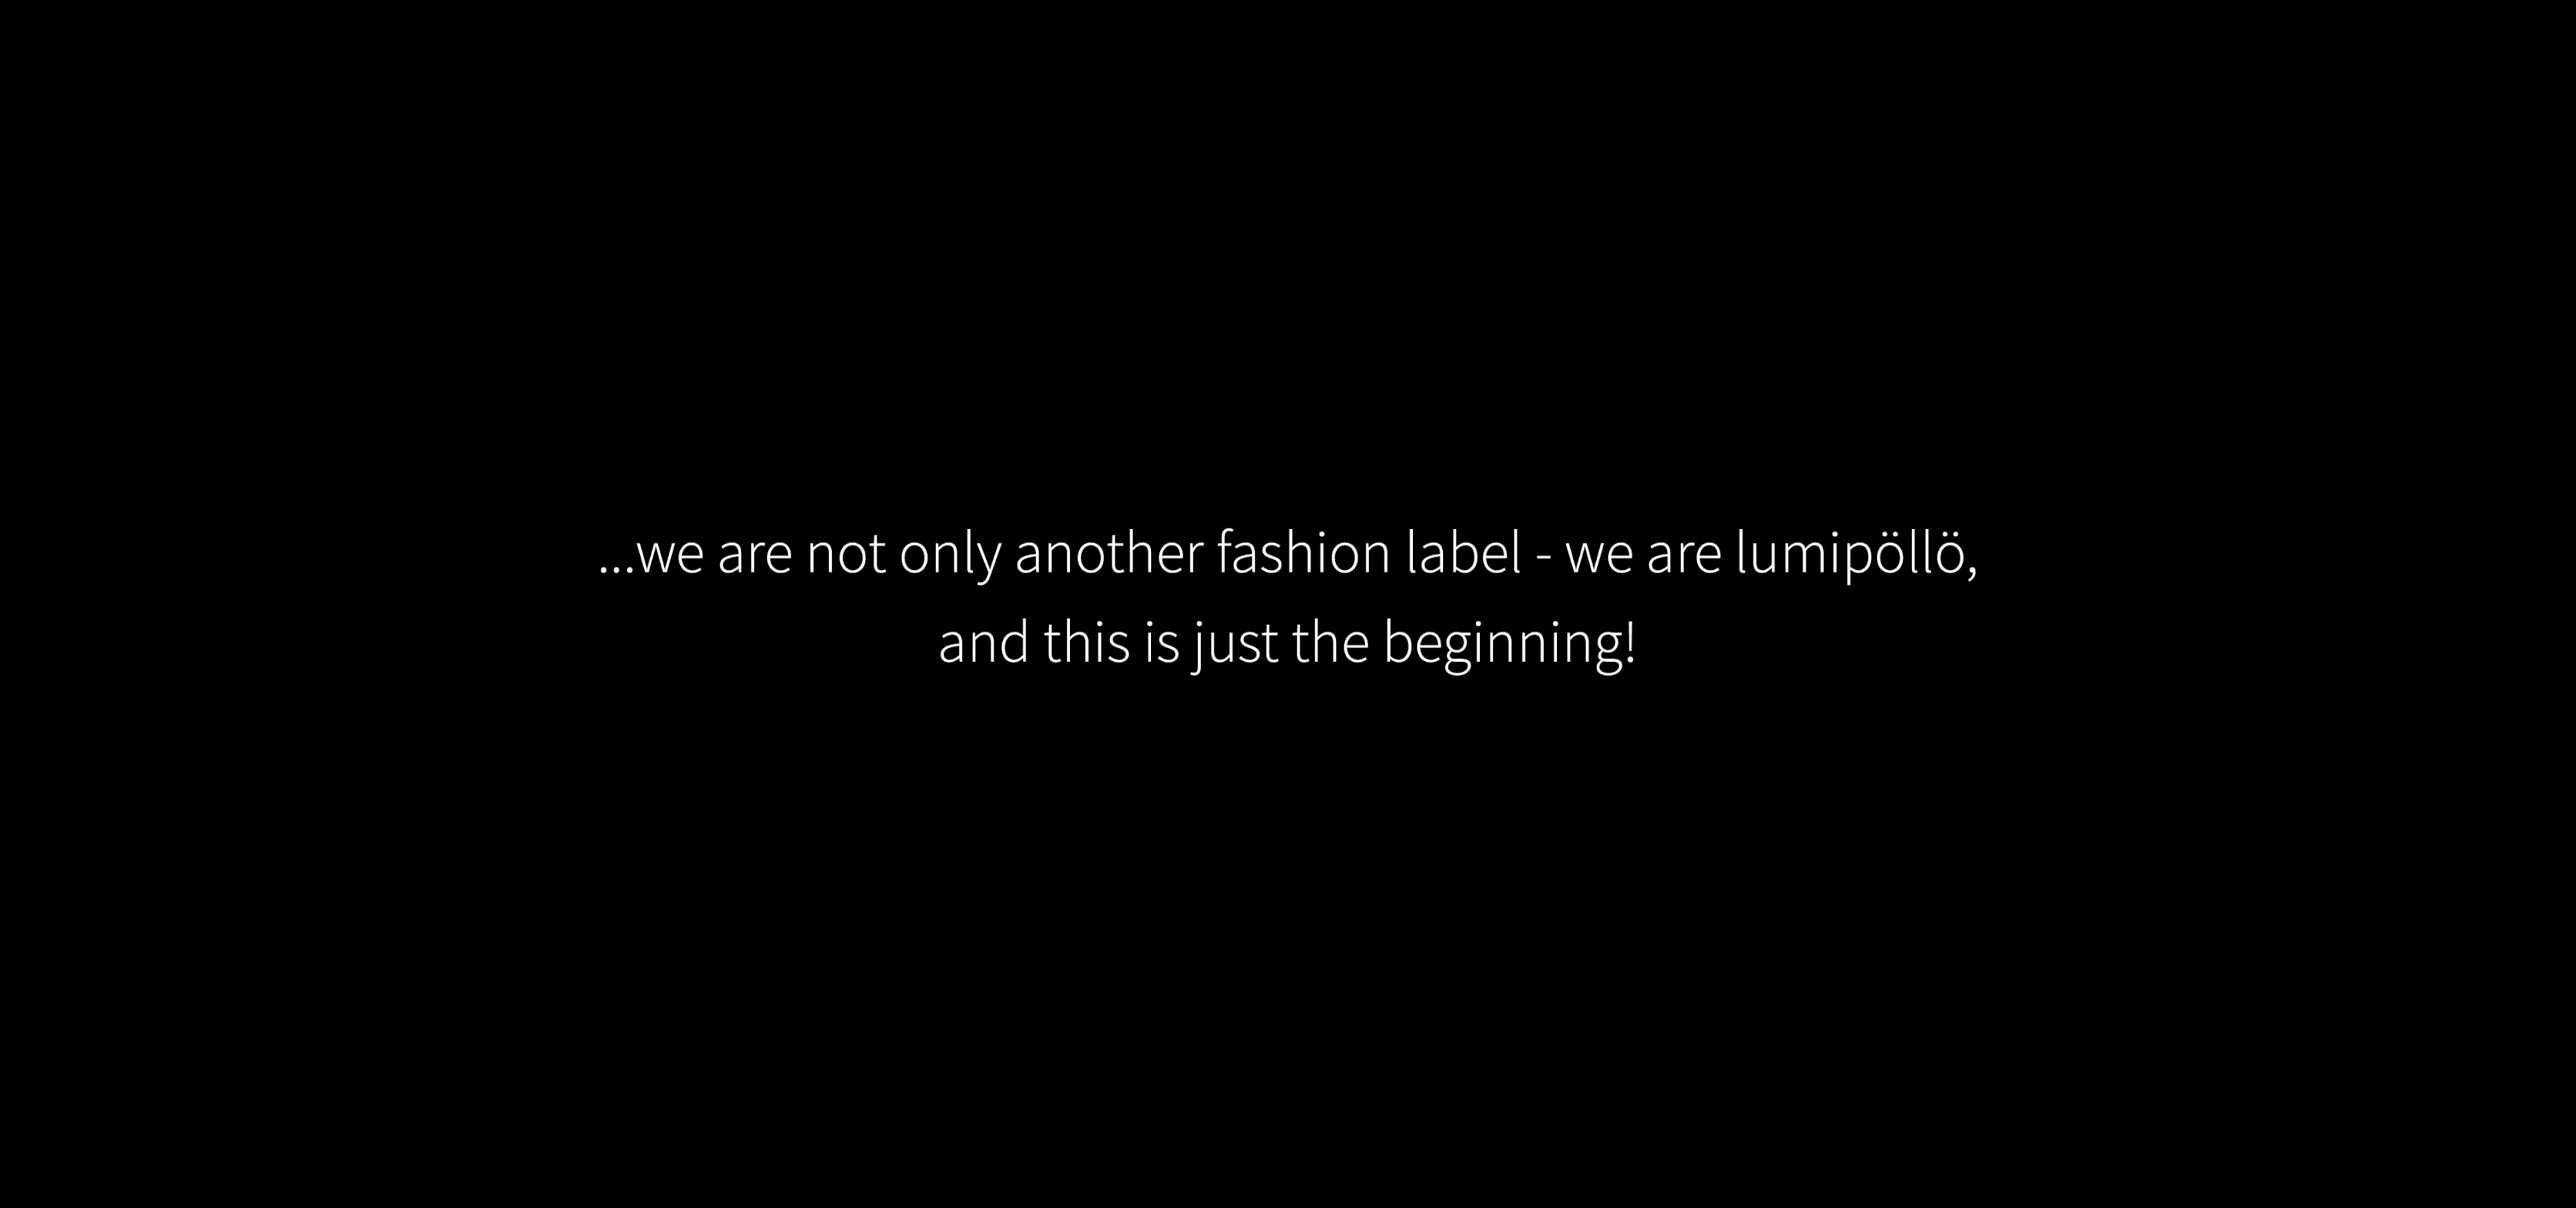 ...we are not only another fashion label - we are lumipöllö,
and this is just the beginning!